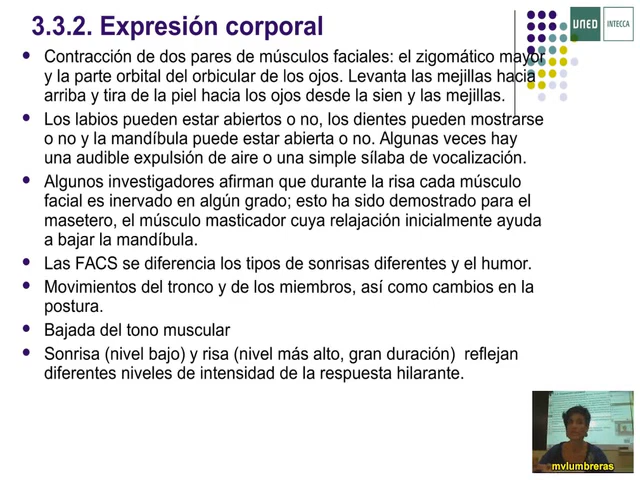 3.3.2. Expresión corporal
UNED
INTECCA
Contracción de dos pares de músculos faciales: el zigomático mayor
y la parte orbital del orbicular de los ojos. Levanta las mejillas hacia
arriba y tira de la piel hacia los ojos desde la sien y las mejillas.
Los labios pueden estar abiertos o no, los dientes pueden mostrarse
o no y la mandíbula puede estar abierta o no. Algunas veces hay
una audible expulsión de aire o una simple sílaba de vocalización.
Algunos investigadores afirman que durante la risa cada músculo
facial es inervado en algún grado; esto ha sido demostrado para el
masetero, el músculo masticador cuya relajación inicialmente ayuda
a bajar la mandíbula.
Las FACS se diferencia los tipos de sonrisas diferentes y el humor.
Movimientos del tronco y de los miembros, así como cambios en la
postura.
Bajada del tono muscular
Sonrisa (nivel bajo) y risa (nivel más alto, gran duración) reflejan
diferentes niveles de intensidad de la respuesta hilarante.
mvlumbreras